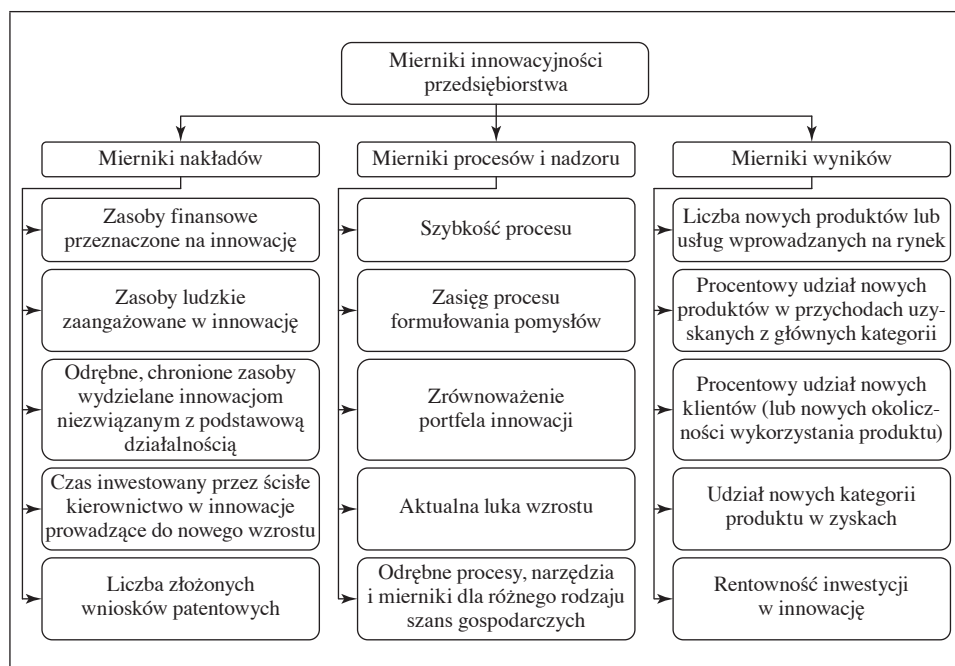 Mierniki innowacyjności
przedsiębiorstwa
Mierniki nakładów
Zasoby finansowe
przeznaczone na innowację
Zasoby ludzkie
zaangażowane w innowację
Odrębne, chronione zasoby
wydzielane innowacjom
niezwiązanym z podstawową
działalnością
Czas inwestowany przez ścisłe
kierownictwo w innowacje
prowadzące do nowego wzrostu
Liczba złożonych
wniosków patentowych
Mierniki procesów i nadzoru
Szybkość procesu
Zasięg procesu
formułowania pomysłów
Zrównoważenie
portfela innowacji
Aktualna luka wzrostu
Odrębne procesy, narzędzia
i mierniki dla różnego rodzaju
szans gospodarczych
Mierniki wyników
Liczba nowych produktów lub
usług wprowadzanych na rynek
Procentowy udział nowych
produktów w przychodach uzy-
skanych z głównych kategorii
Procentowy udział nowych
klientów (lub nowych okolicz-
ności wykorzystania produktu)
Udział nowych kategorii
produktu w zyskach
Rentowność inwestycji
w innowację